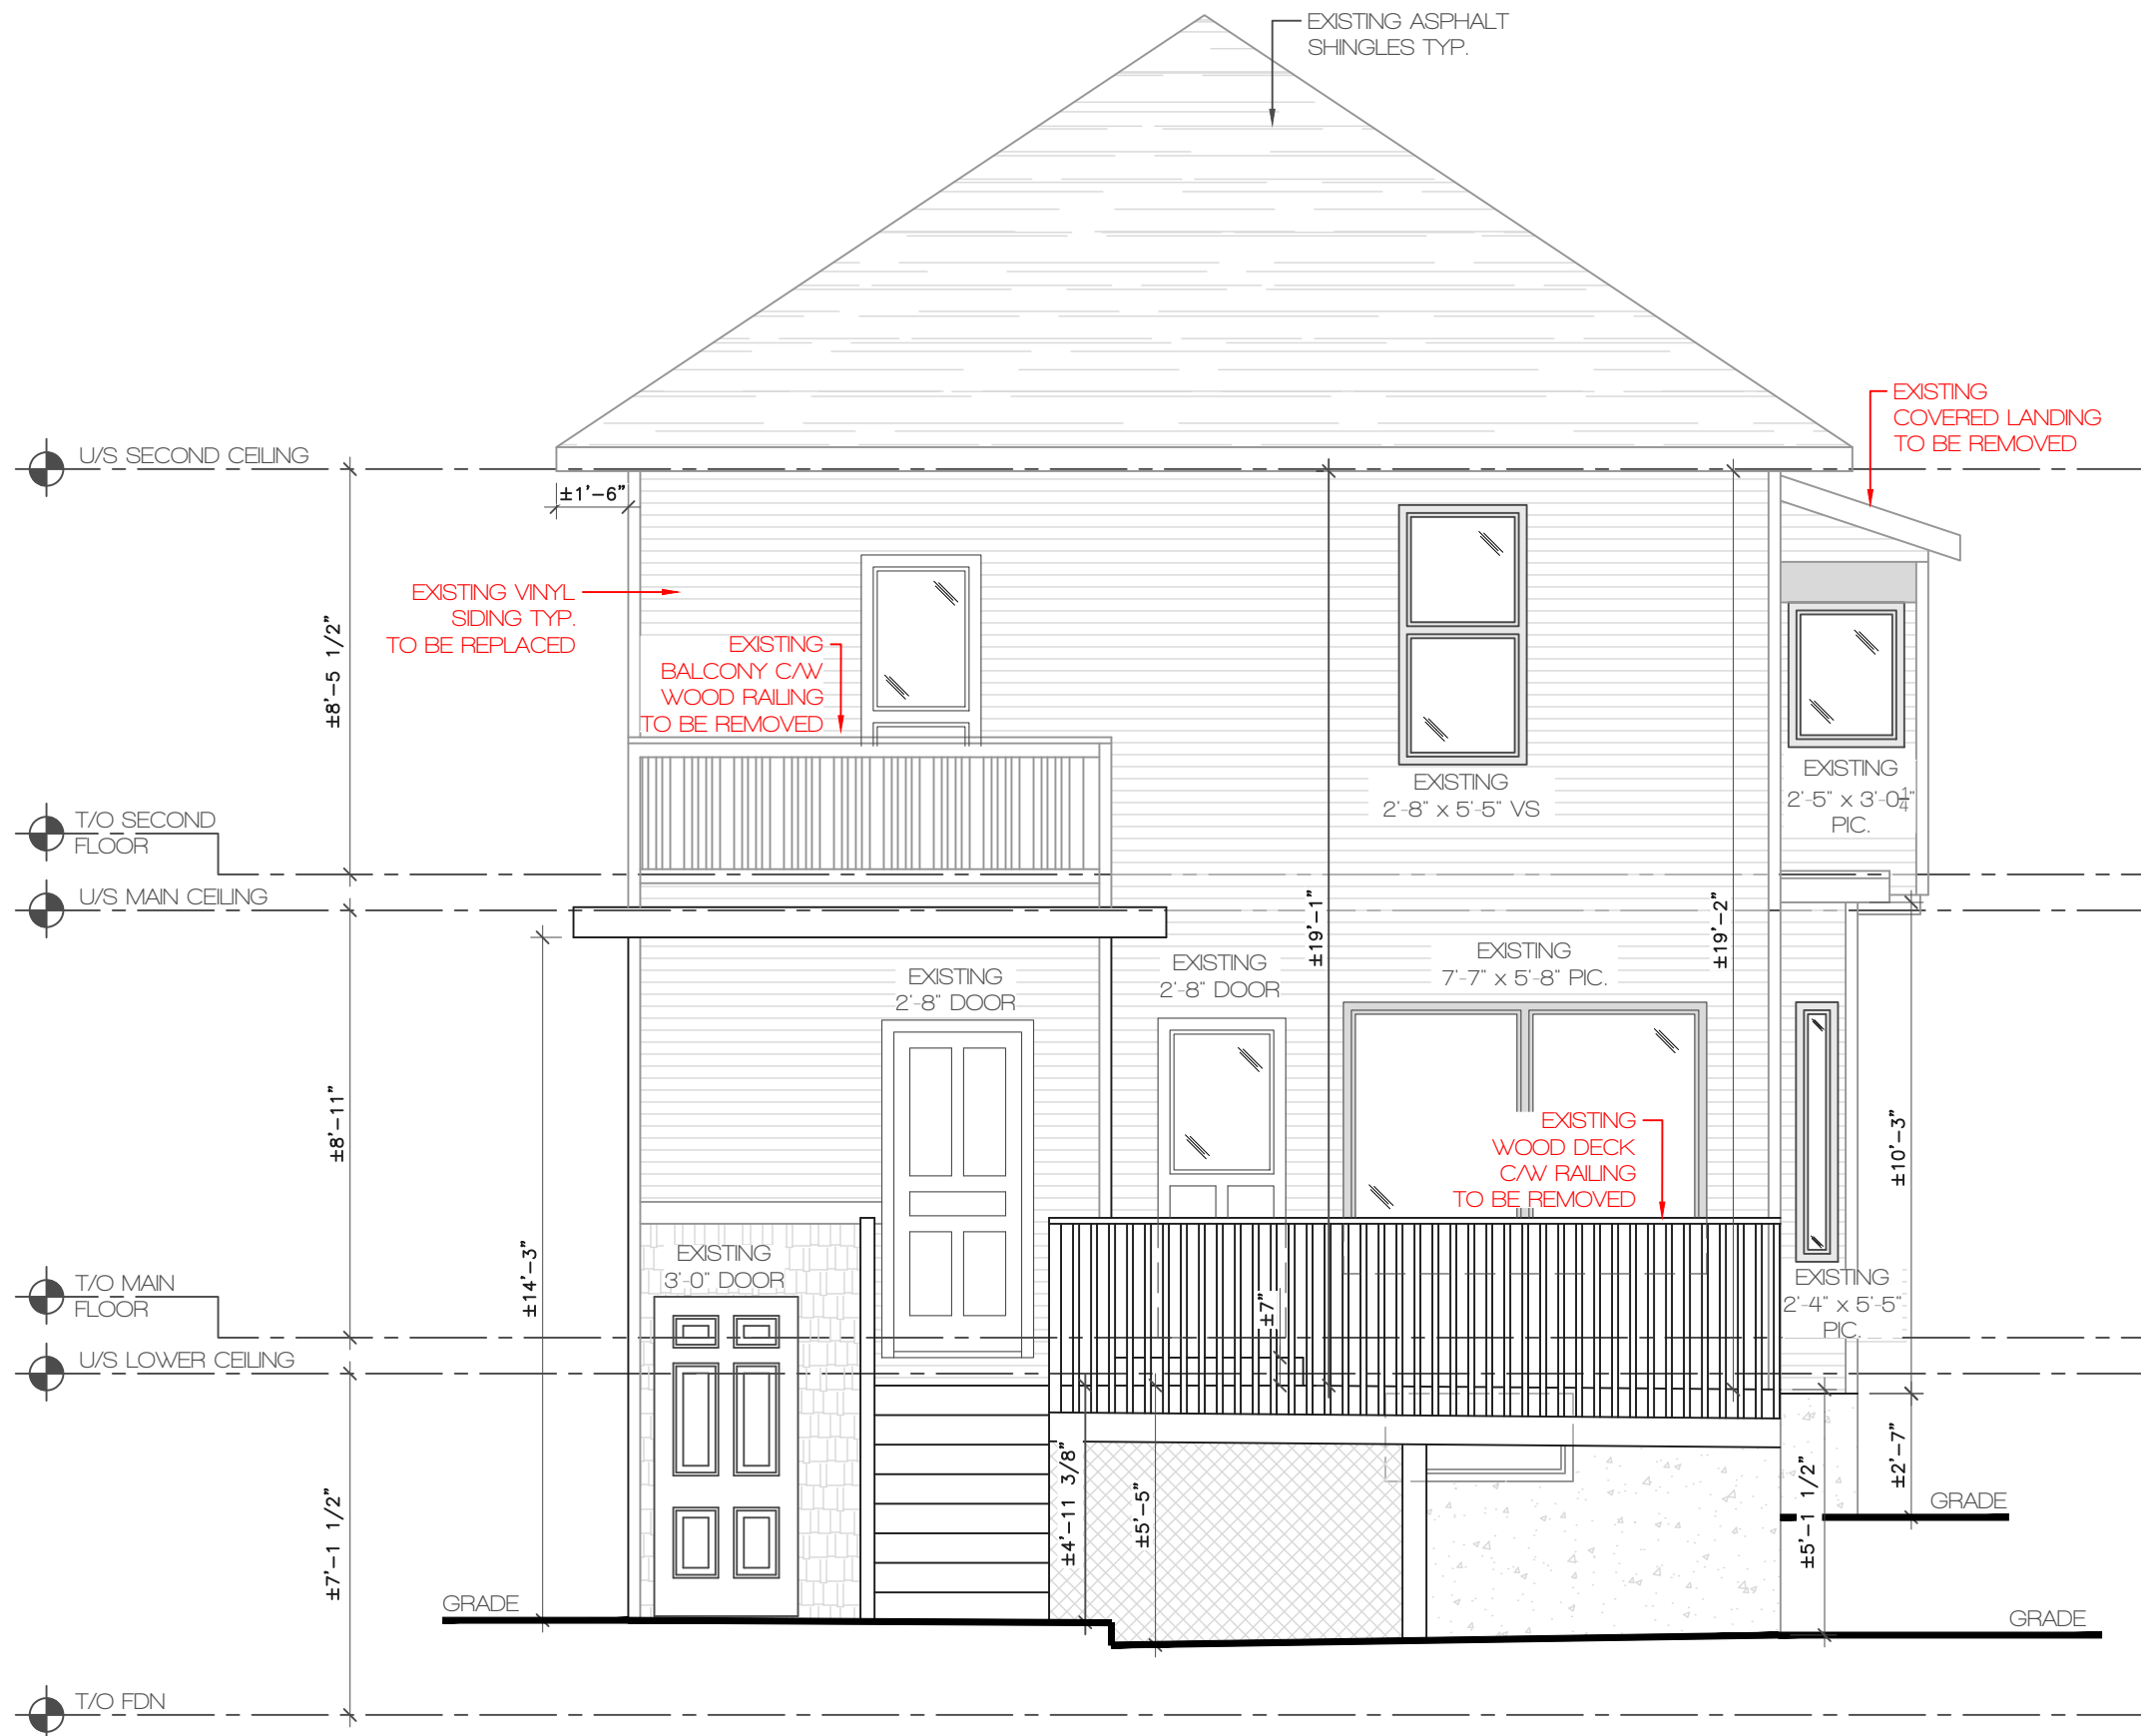 EXISTING ASPHALT
SHINGLES TYP.
EXISTING
COVERED LANDING
TO BE REMOVED
U/S SECOND CEILING
±1'-6"
EXISTING VINYL
SIDING TYP.
TO BE REPLACED
EXISTING
BALCONY C/W
WOOD RAILING
TO BE REMOVED
±8'-5 1/2"
EXISTING
2'-8" x 5'-5" VS
EXISTING
2'-5" x 3'-0 1/4"
PIC.
T/O SECOND
FLOOR
U/S MAIN CEILING
±19'-1"
±19'-2"
EXISTING
2'-8" DOOR
EXISTING
2'-8" DOOR
EXISTING
7'-7" x 5'-8" PIC.
±8'-11"
EXISTING
WOOD DECK
C/W RAILING
TO BE REMOVED
±10'-3"
±14'-3"
EXISTING
3'-0" DOOR
±7"
EXISTING
2'-4" x 5'-5"
PIC.
T/O MAIN
FLOOR
U/S LOWER CEILING
±7'-1 1/2"
±4'-11 3/8"
±5'-5"
±5'-1 1/2"
±2'-7"
GRADE
GRADE
GRADE
T/O FDN